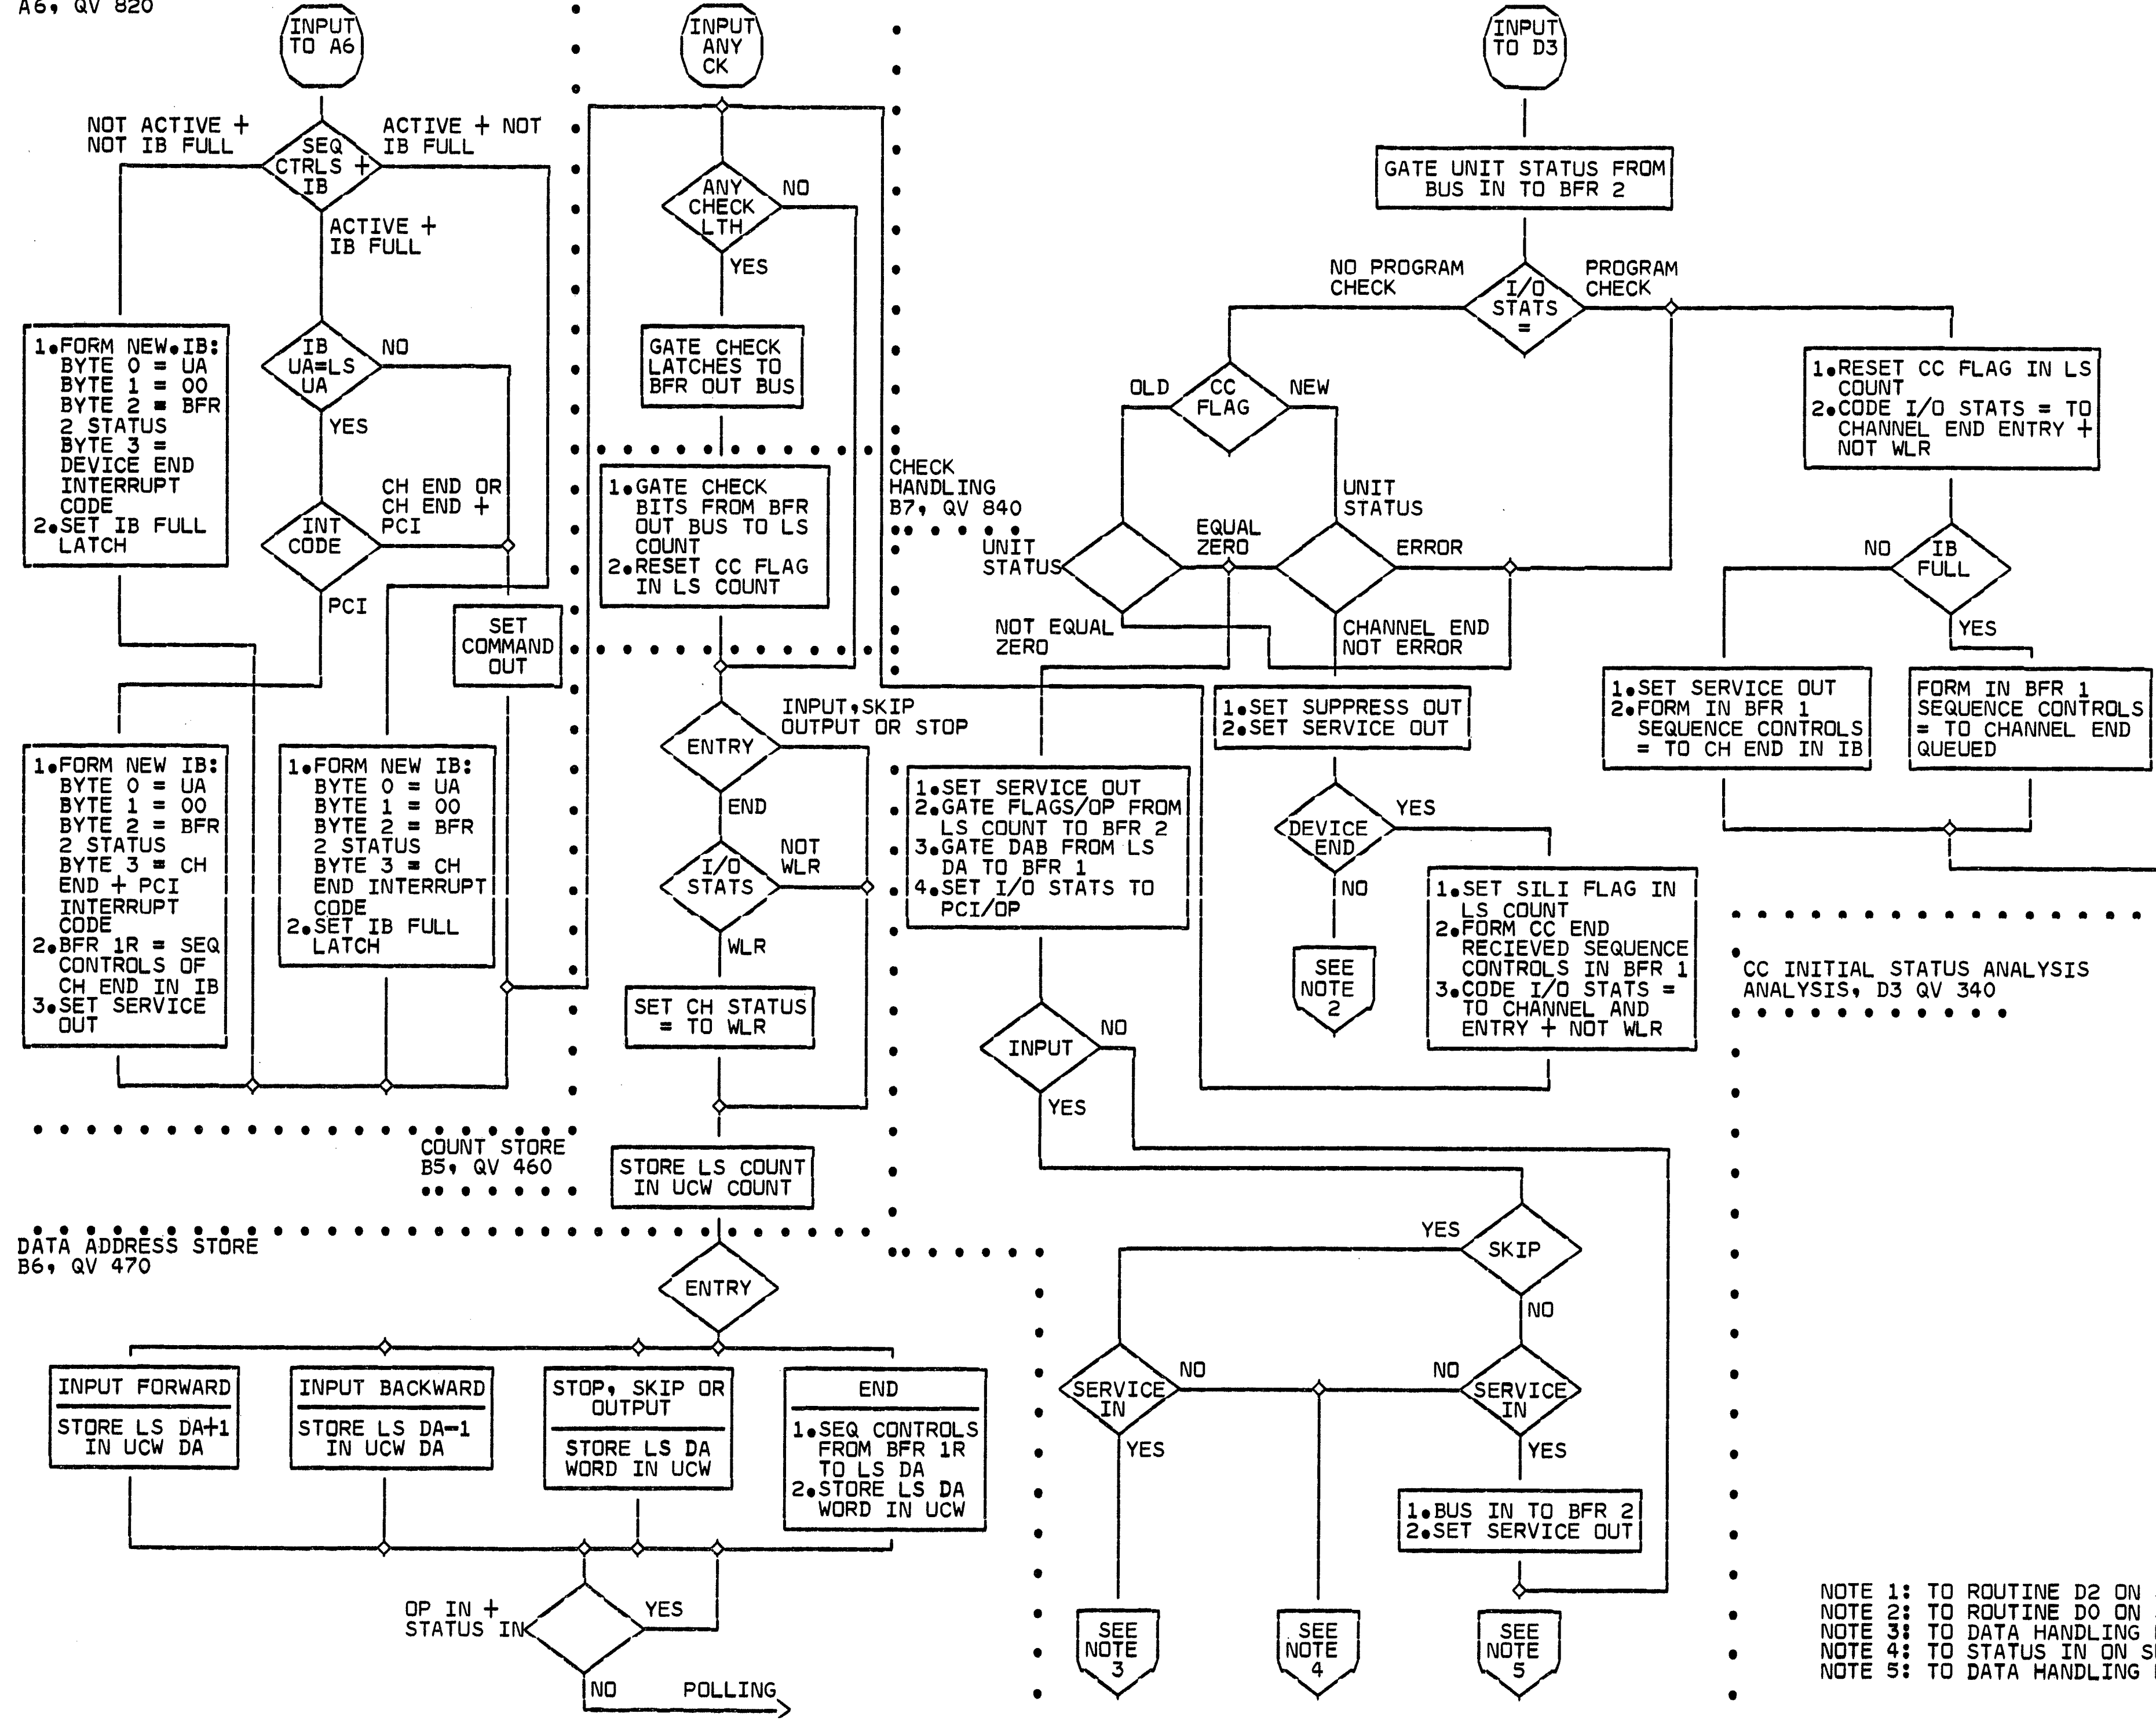 A6, QV 820
INPUT
TO A6
NOT ACTIVE +
NOT IB FULL
ACTIVE + NOT
IB FULL
SEQ
CTRLS +
IB
ACTIVE +
IB FULL
IB
UA=LS
UA
NO
YES
1.FORM NEW.IB:
BYTE 0 = UA
BYTE 1 = 00
BYTE 2 = BFR
2 STATUS
BYTE 3 =
DEVICE END
INTERRUPT
CODE
2.SET IB FULL
LATCH
INT
CODE
CH END OR
CH END +
PCI
PCI
SET
COMMAND
OUT
1.FORM NEW IB:
BYTE 0 = UA
BYTE 1 = 00
BYTE 2 = BFR
2 STATUS
BYTE 3 = CH
END + PCI
INTERRUPT
CODE
2.BFR 1R = SEQ
CONTROLS OF
CH END IN IB
3.SET SERVICE
OUT
1.FORM NEW IB:
BYTE 0 = UA
BYTE 1 = 00
BYTE 2 = BFR
2 STATUS
BYTE 3 = CH
END INTERRUPT
CODE
2.SET IB FULL
LATCH
INPUT
ANY
CK
ANY
CHECK
LTH
NO
YES
GATE CHECK
LATCHES TO
BFR OUT BUS
1.GATE CHECK
BITS FROM BFR
OUT BUS TO LS
COUNT
2.RESET CC FLAG
IN LS COUNT
CHECK
HANDLING
B7, QV 840
ENTRY
INPUT,SKIP
OUTPUT OR STOP
END
I/O
STATS
NOT
WLR
WLR
SET CH STATUS
= TO WLR
COUNT STORE
B5, QV 460
STORE LS COUNT
IN UCW COUNT
DATA ADDRESS STORE
B6, QV 470
ENTRY
INPUT FORWARD
STORE LS DA+1
IN UCW DA
INPUT BACKWARD
STORE LS DA-1
IN UCW DA
STOP, SKIP OR
OUTPUT
STORE LS DA
WORD IN UCW
END
1.SEQ CONTROLS
FROM BFR 1R
TO LS DA
2.STORE LS DA
WORD IN UCW
OP IN +
STATUS IN
YES
NO
POLLING
INPUT
TO D3
GATE UNIT STATUS FROM
BUS IN TO BFR 2
NO PROGRAM
CHECK
I/O
STATS
=
PROGRAM
CHECK
OLD
CC
FLAG
NEW
1.RESET CC FLAG IN LS
COUNT
2.CODE I/O STATS = TO
CHANNEL END ENTRY +
NOT WLR
UNIT
STATUS
EQUAL
ZERO
UNIT
STATUS
ERROR
NOT EQUAL
ZERO
CHANNEL END
NOT ERROR
NO
IB
FULL
YES
1.SET SERVICE OUT
2.FORM IN BFR 1
SEQUENCE CONTROLS
= TO CH END IN IB
FORM IN BFR 1
SEQUENCE CONTROLS
= TO CHANNEL END
QUEUED
1.SET SUPPRESS OUT
2.SET SERVICE OUT
DEVICE
END
YES
NO
SEE
NOTE
2
1.SET SERVICE OUT
2.GATE FLAGS/OP FROM
LS COUNT TO BFR 2
3.GATE DAB FROM LS
DA TO BFR 1
4.SET I/O STATS TO
PCI/OP
1.SET SILI FLAG IN
LS COUNT
2.FORM CC END
RECIEVED SEQUENCE
CONTROLS IN BFR 1
3.CODE I/O STATS =
TO CHANNEL AND
ENTRY + NOT WLR
CC INITIAL STATUS ANALYSIS
ANALYSIS, D3 QV 340
INPUT
NO
YES
YES
SKIP
NO
SERVICE
IN
NO
YES
NO
SERVICE
IN
YES
1.BUS IN TO BFR 2
2.SET SERVICE OUT
SEE
NOTE
3
SEE
NOTE
4
SEE
NOTE
5
NOTE 1: TO ROUTINE D2 ON
NOTE 2: TO ROUTINE D0 ON
NOTE 3: TO DATA HANDLING
NOTE 4: TO STATUS IN ON
NOTE 5: TO DATA HANDLING